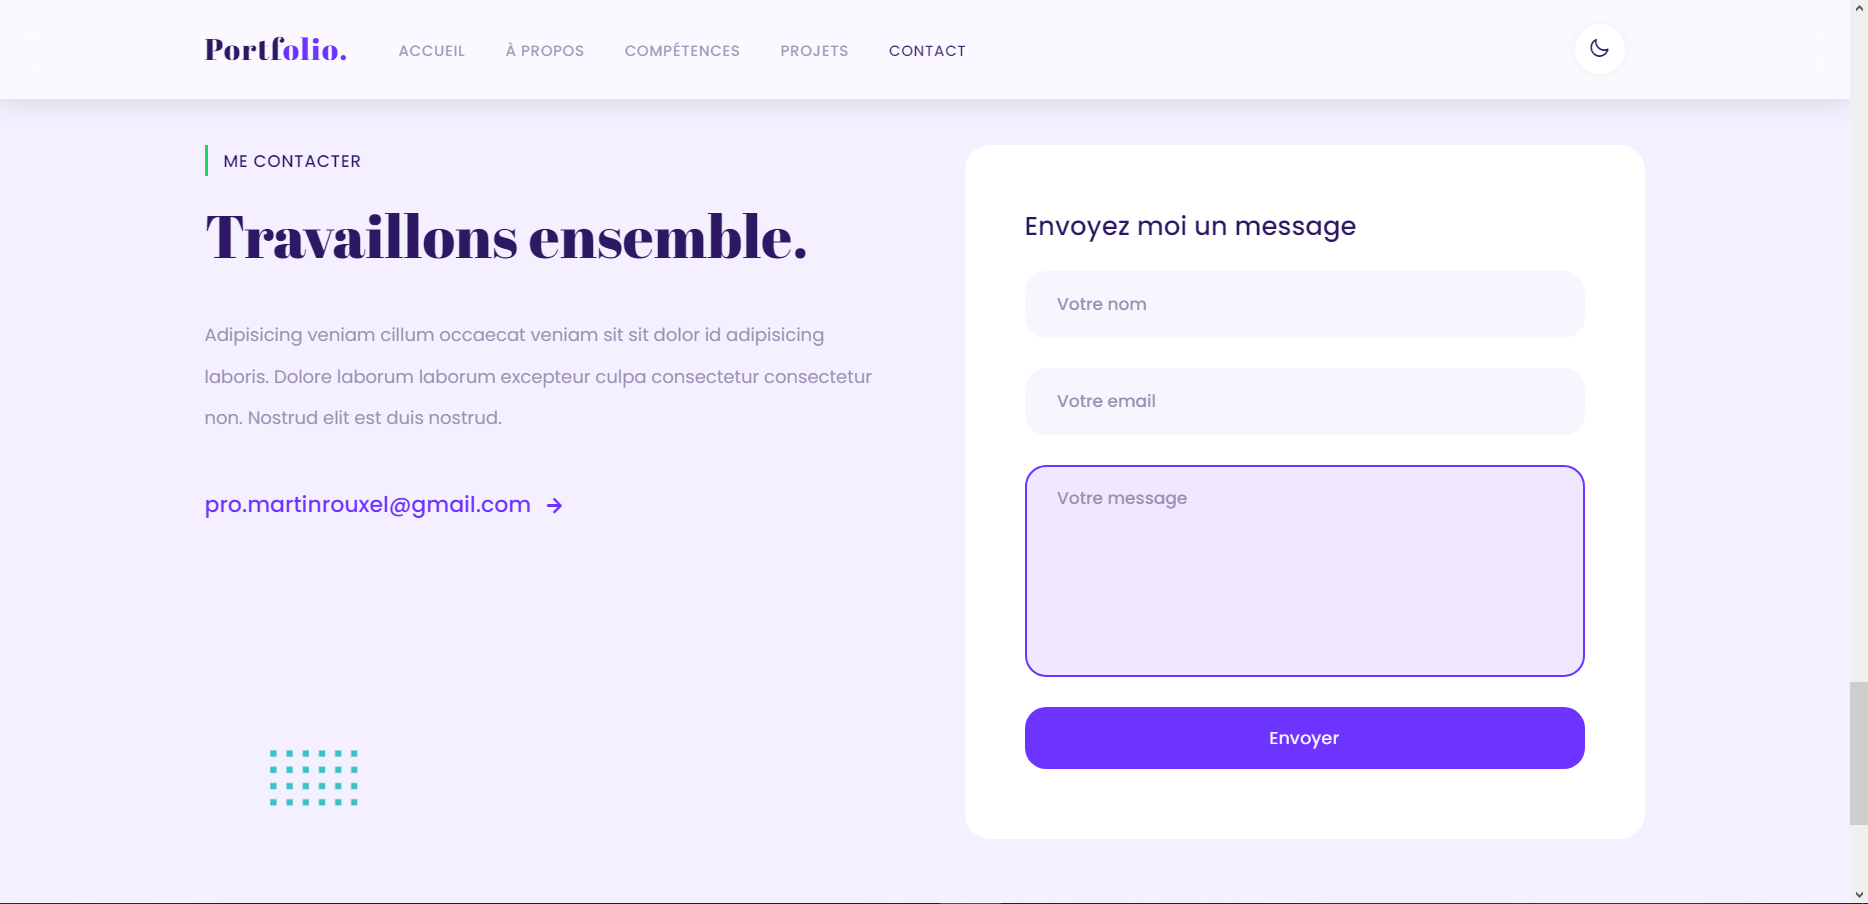 Portfolio.
ACCUEIL
À PROPOS
COMPÉTENCES
PROJETS
CONTACT
ME CONTACTER
Travaillons ensemble.
Adipisicing veniam cillum occaecat veniam sit sit dolor id adipisicing
laboris. Dolore laborum laborum excepteur culpa consectetur consectetur
non. Nostrud elit est duis nostrud.
pro.martinrouxel@gmail.com
Envoyez moi un message
Votre nom
Votre email
Votre message
Envoyer